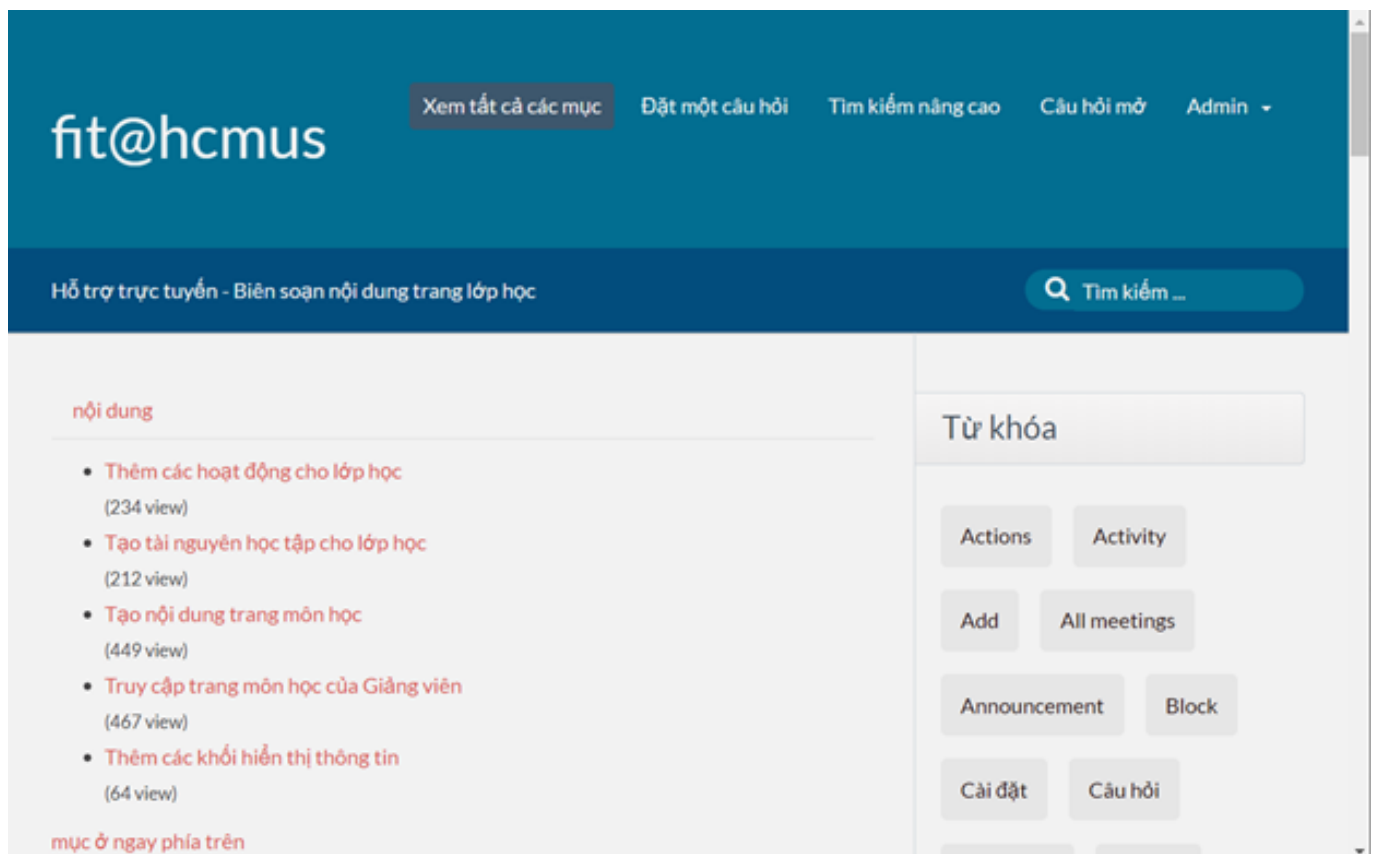 fit@hcmus
Xem tất cả các mục Đặt một câu hỏi Tìm kiếm nâng cao Câu hỏi mở Admin
Hỗ trợ trực tuyến - Biên soạn nội dung trang lớp học
Tìm kiếm ...
nội dung
Thêm các hoạt động cho lớp học
(234 view)
Tạo tài nguyên học tập cho lớp học
(212 view)
Tạo nội dung trang môn học
(449 view)
Truy cập trang môn học của Giảng viên
(467 view)
Thêm các khối hiển thị thông tin
(64 view)
mục ở ngay phía trên
Từ khóa
Actions Activity
Add All meetings
Announcement Block
Cài đặt Câu hỏi